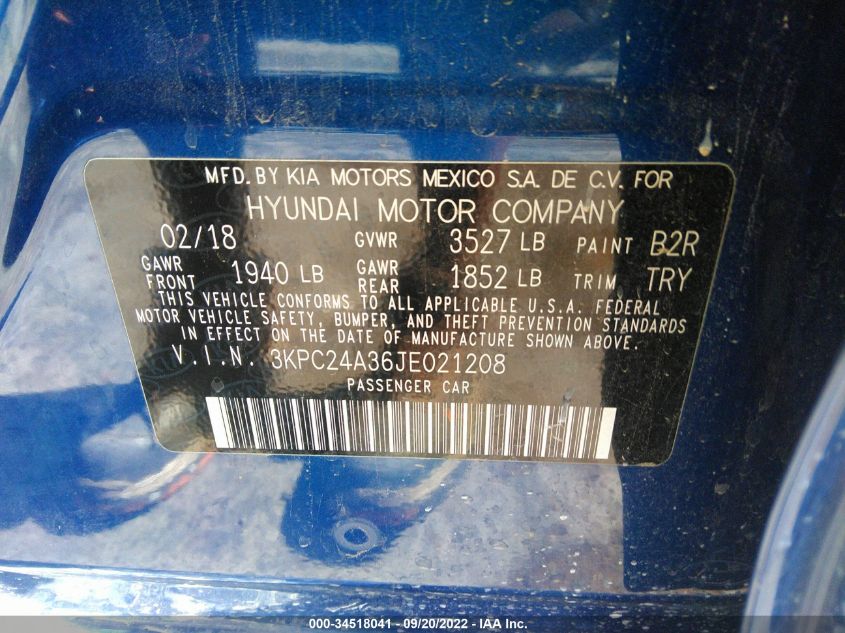 MFD. BY KIA MOTORS MEXICO S.A. DE C.V. FOR
HYUNDAI MOTOR COMPANY
02/18 GVWR 3527 LB PAINT B2R
GAWR FRONT 1940 LB GAWR REAR 1852 LB TRIM TRY
THIS VEHICLE CONFORMS TO ALL APPLICABLE U.S.A. FEDERAL
MOTOR VEHICLE SAFETY, BUMPER, AND THEFT PREVENTION STANDARDS
IN EFFECT ON THE DATE OF MANUFACTURE SHOWN ABOVE.
V.I.N. 3KPC24A36JE021208
PASSENGER CAR
000-34518041 - 09/20/2022 - IAA Inc.